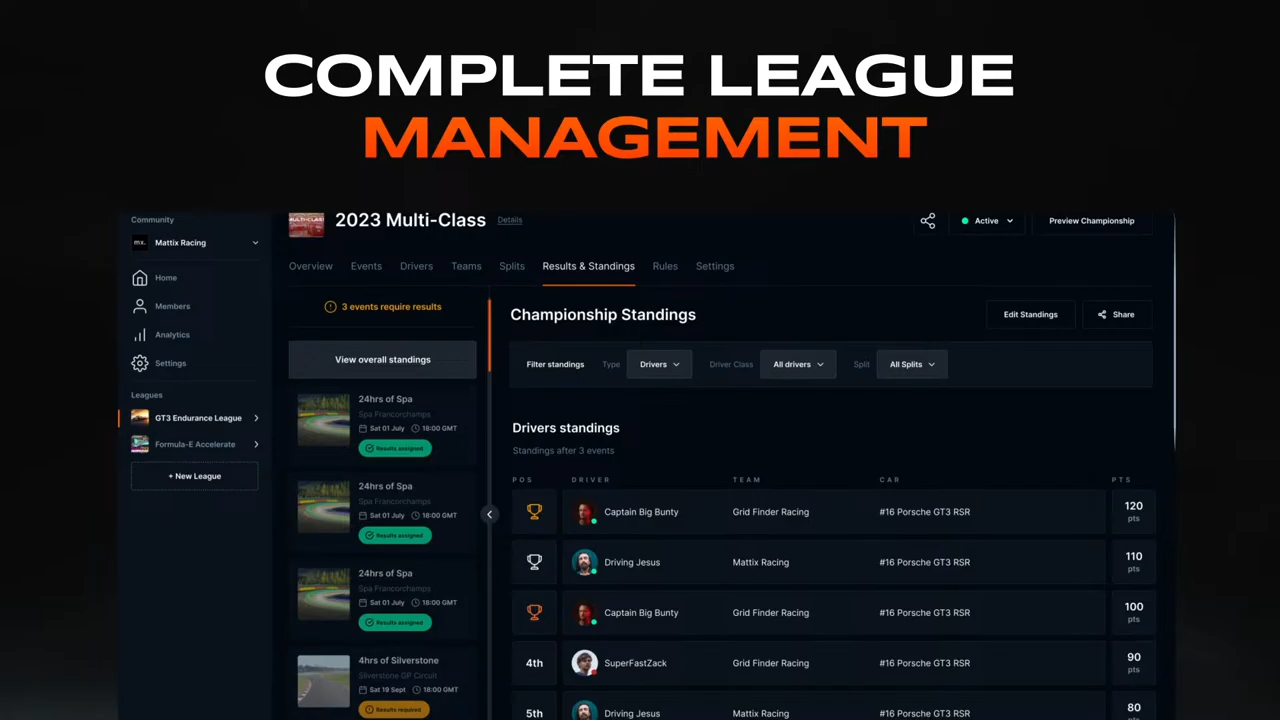 COMPLETE LEAGUE
MANAGEMENT
Community
mx. Mattix Racing
Home
Members
Analytics
Settings
Leagues
GT3 Endurance League
Formula-E Accelerate
+ New League
MULTI-CLASS
2023 Multi-Class Details
Active
Preview Championship
Overview Events Drivers Teams Splits Results & Standings Rules Settings
3 events require results
View overall standings
24hrs of Spa
Spa Francorchamps
Sat 01 July 18:00 GMT
Results assigned
24hrs of Spa
Spa Francorchamps
Sat 01 July 18:00 GMT
Results assigned
24hrs of Spa
Spa Francorchamps
Sat 01 July 18:00 GMT
Results assigned
4hrs of Silverstone
Silverstone GP Circuit
Sat 19 Sept 18:00 GMT
Results required
Championship Standings
Edit Standings
Share
Filter standings Type Drivers Driver Class All drivers Split All Splits
Drivers standings
Standings after 3 events
POS DRIVER TEAM CAR PTS
Captain Big Bunty Grid Finder Racing #16 Porsche GT3 RSR 120 pts
Driving Jesus Mattix Racing #16 Porsche GT3 RSR 110 pts
Captain Big Bunty Grid Finder Racing #16 Porsche GT3 RSR 100 pts
4th SuperFastZack Grid Finder Racing #16 Porsche GT3 RSR 90 pts
5th Driving Jesus Mattix Racing #16 Porsche GT3 RSR 80